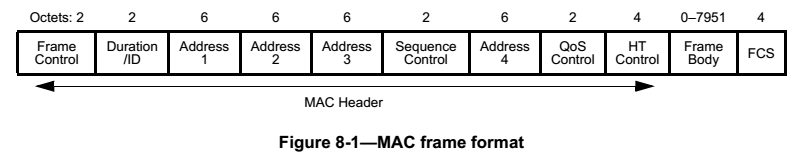 Octets: 2 2 6 6 6 2 6 2 4 0–7951 4
Frame Control Duration /ID Address 1 Address 2 Address 3 Sequence Control Address 4 QoS Control HT Control Frame Body FCS
MAC Header
Figure 8-1—MAC frame format